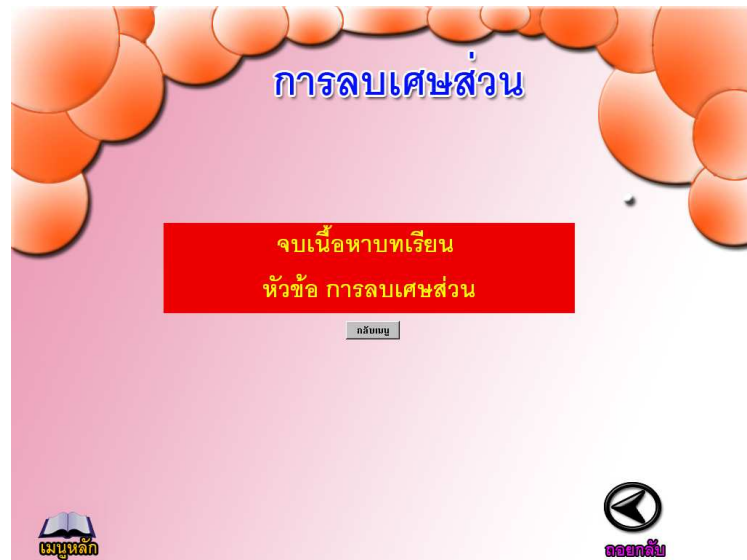 การลบเศษส่วน
จบเนื้อหาบทเรียน
หัวข้อ การลบเศษส่วน
กลับเมนู
เมนูหลัก
ถอยกลับ